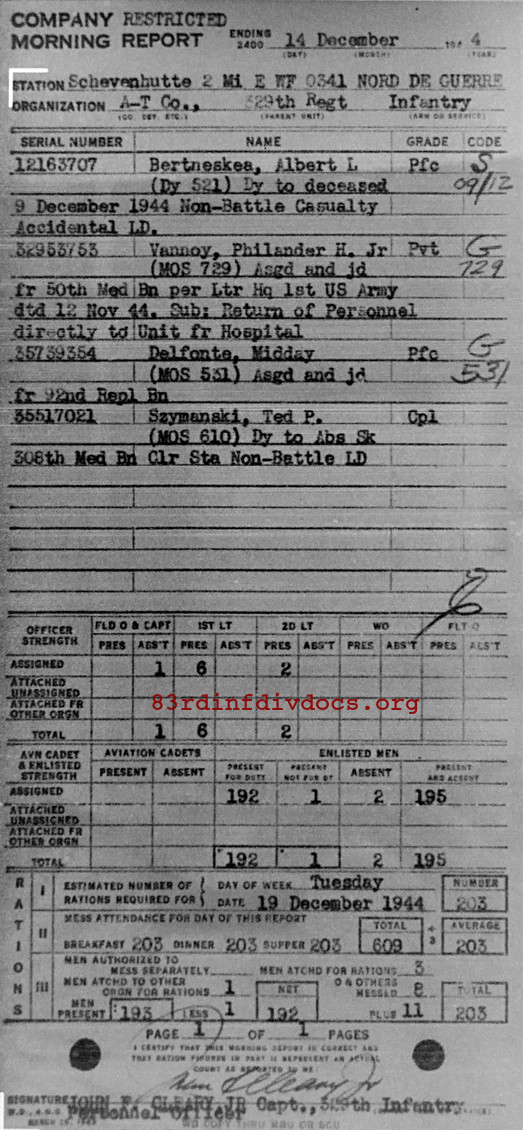 COMPANY RESTRICTED
MORNING REPORT ENDING 2400 14 December 194 4
(DAY) (MONTH) (YEAR)
STATION Schevenhutte 2 Mi E WF 0341 NORD DE GUERRE
ORGANIZATION A-T Co., 329th Regt Infantry
(CO. DET. ETC.) (PARENT UNIT) (ARM OR SERVICE)
SERIAL NUMBER NAME GRADE CODE
12163707 Bertneskea, Albert L Pfc S
(Dy 521) Dy to deceased 09/12
9 December 1944 Non-Battle Casualty
Accidental LD.
32953753 Vannoy, Philander H. Jr Pvt G
(MOS 729) Asgd and jd 729
fr 50th Med Bn per Ltr Hq 1st US Army
dtd 12 Nov 44. Sub: Return of Personnel
directly to Unit fr Hospital
35739354 Delfonte, Midday Pfc G
(MOS 531) Asgd and jd 531
fr 92nd Repl Bn
35517021 Szymanski, Ted P. Cpl
(MOS 610) Dy to Abs Sk
308th Med Bn Clr Sta Non-Battle LD
OFFICER STRENGTH FLD O & CAPT 1ST LT 2D LT WO FLT O
PRES ABS'T PRES ABS'T PRES ABS'T PRES ABS'T PRES ABS'T
ASSIGNED 1 6 2
ATTACHED UNASSIGNED
83rdinfdivdocs.org
ATTACHED FR OTHER ORGN
TOTAL 1 6 2
AVN CADET & ENLISTED STRENGTH AVIATION CADETS ENLISTED MEN
PRESENT ABSENT PRESENT FOR DUTY PRESENT NOT FOR DY ABSENT PRESENT AND ABSENT
ASSIGNED 192 1 2 195
ATTACHED UNASSIGNED
ATTACHED FR OTHER ORGN
TOTAL 192 1 2 195
RATIONS
I ESTIMATED NUMBER OF RATIONS REQUIRED FOR DAY OF WEEK Tuesday NUMBER
DATE 19 December 1944 203
II MESS ATTENDANCE FOR DAY OF THIS REPORT TOTAL ÷ 3 AVERAGE
BREAKFAST 203 DINNER 203 SUPPER 203 609 203
III MEN AUTHORIZED TO MESS SEPARATELY MEN ATCHD FOR RATIONS 3
MEN ATCHD TO OTHER ORGN FOR RATIONS 1 NET O & OTHERS MESSED 8 TOTAL
MEN PRESENT 193 LESS 1 192 PLUS 11 203
PAGE 1 OF 1 PAGES
I CERTIFY THAT THIS MORNING REPORT IS CORRECT AND
THAT RATION FIGURES IN PART II REPRESENT AN ACTUAL
COUNT AS REPORTED TO ME:
SIGNATURE JOHN F. CLEARY JR Capt., 329th Infantry
Personnel Officer